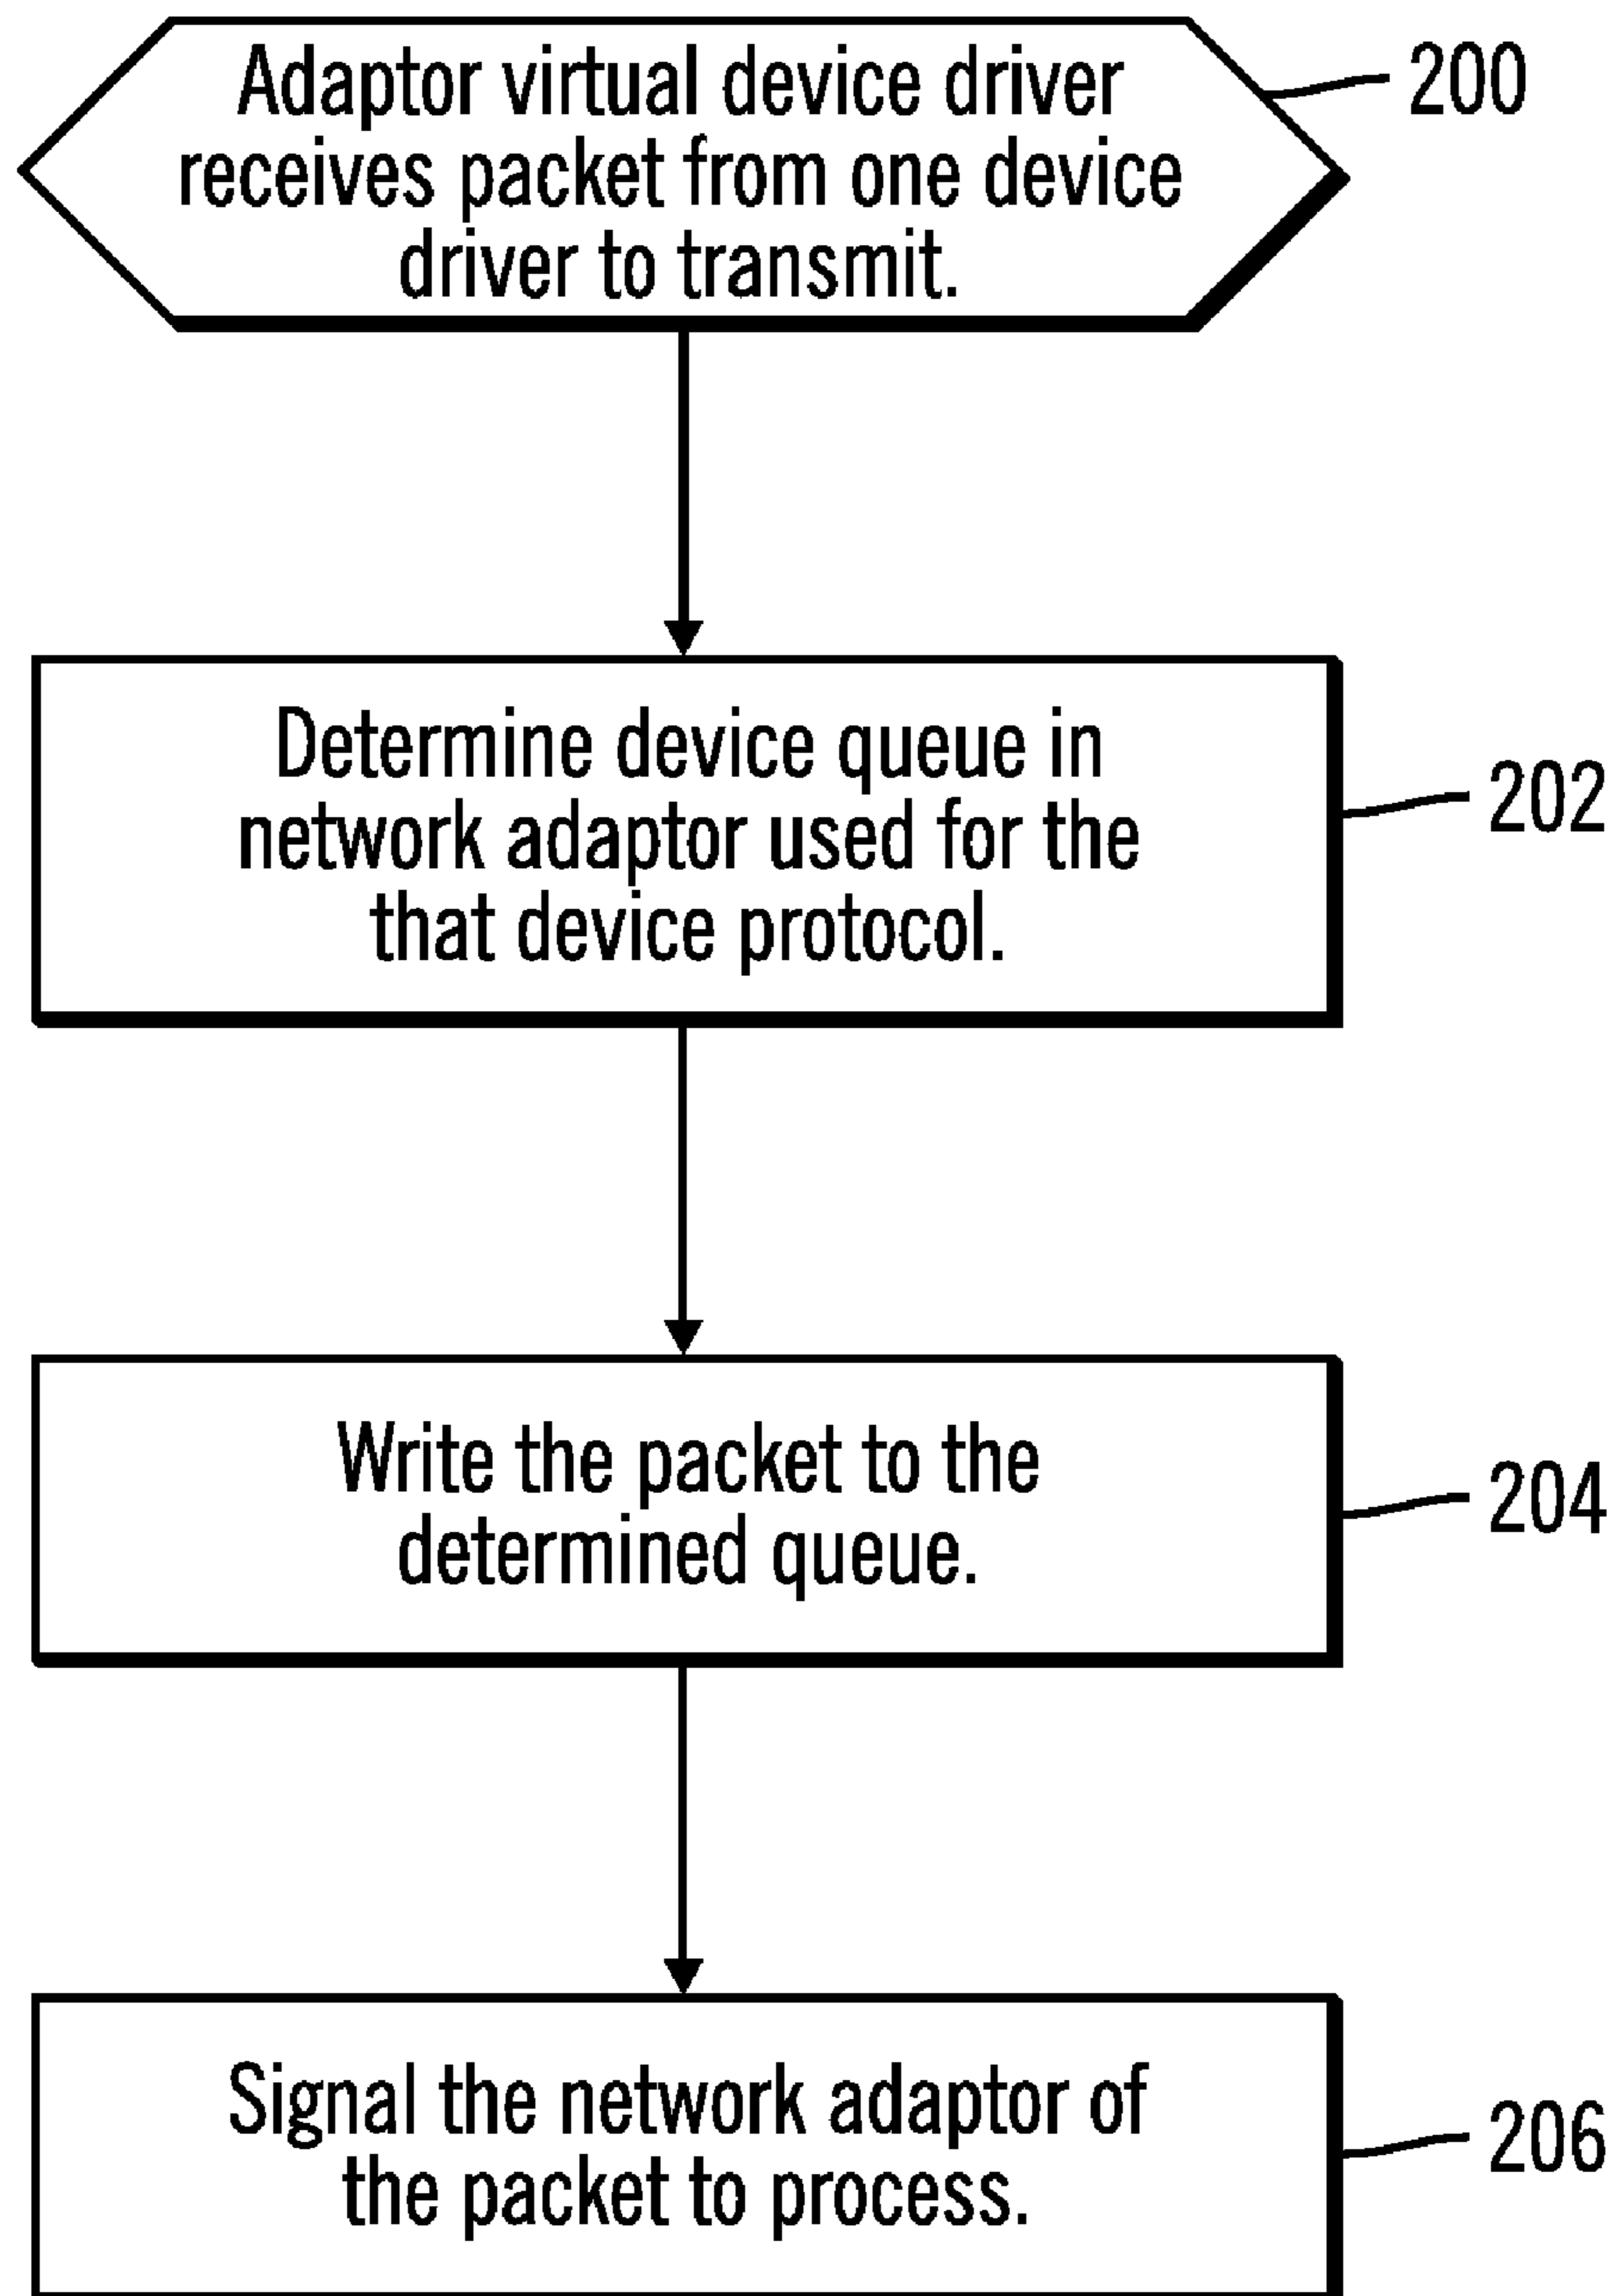 Adaptor virtual device driver
200
receives packet from one device
driver to transmit.
Determine device queue in
network adaptor used for the
202
that device protocol.
Write the packet to the
204
determined queue.
Signal the network adaptor of
206
the packet to process.